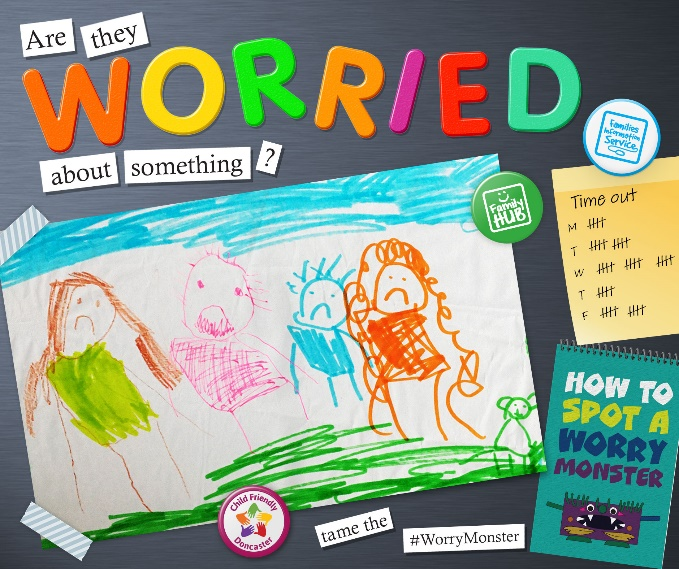 Are they
WORRIED
about something ?
Families
Information
Service
Family
HUB
Time out
M
T
W
T
F
HOW TO
SPOT A
WORRY
MONSTER
Child Friendly
Doncaster
tame the
#WorryMonster